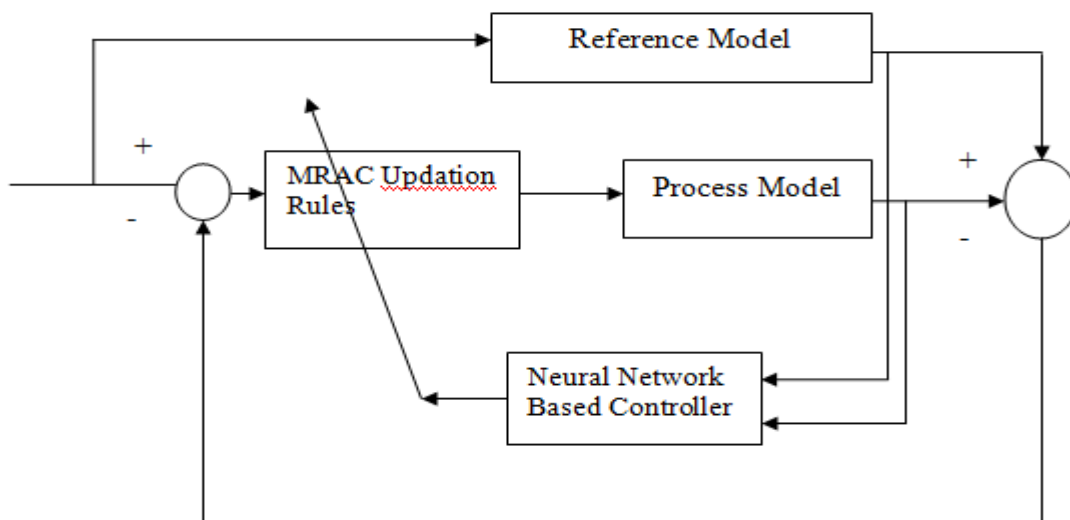 Reference Model
+
MRAC Updation
Rules
Process Model
+
-
-
Neural Network
Based Controller